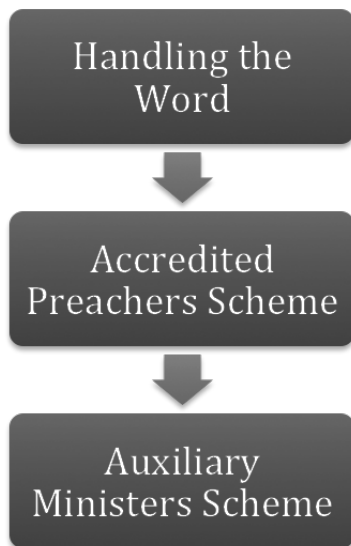 Handling the
Word
Accredited
Preachers Scheme
Auxiliary
Ministers Scheme